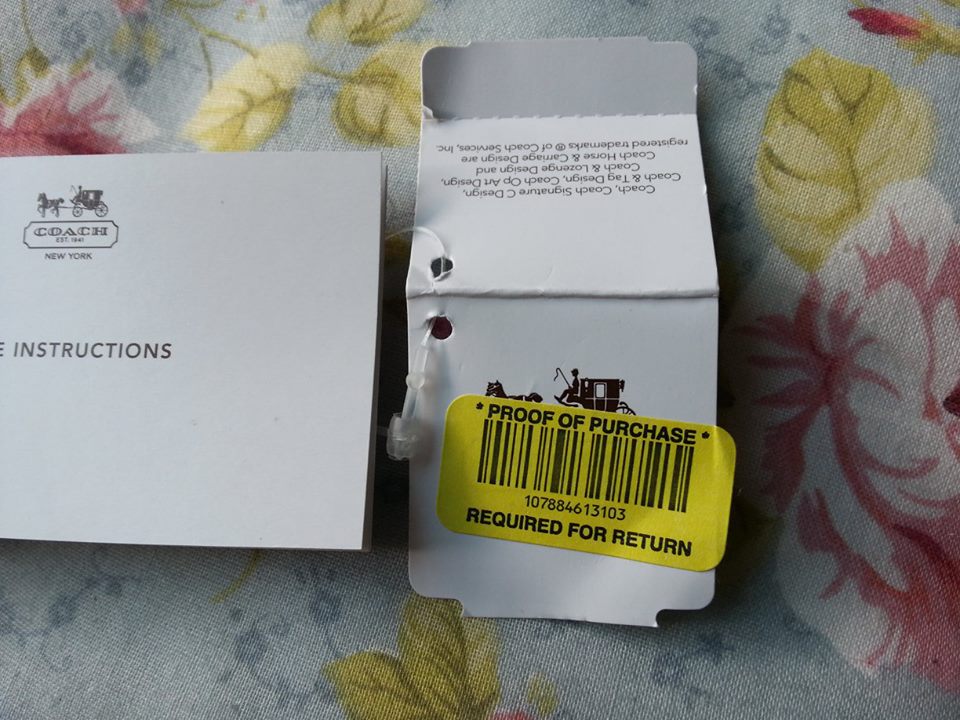 COACH
EST. 1941
NEW YORK
E INSTRUCTIONS
Coach, Coach Signature C Design,
Coach & Tag Design, Coach Op Art Design,
Coach & Lozenge Design and
Coach Horse & Carriage Design are
registered trademarks ® of Coach Services, Inc.
* PROOF OF PURCHASE *
107884613103
REQUIRED FOR RETURN